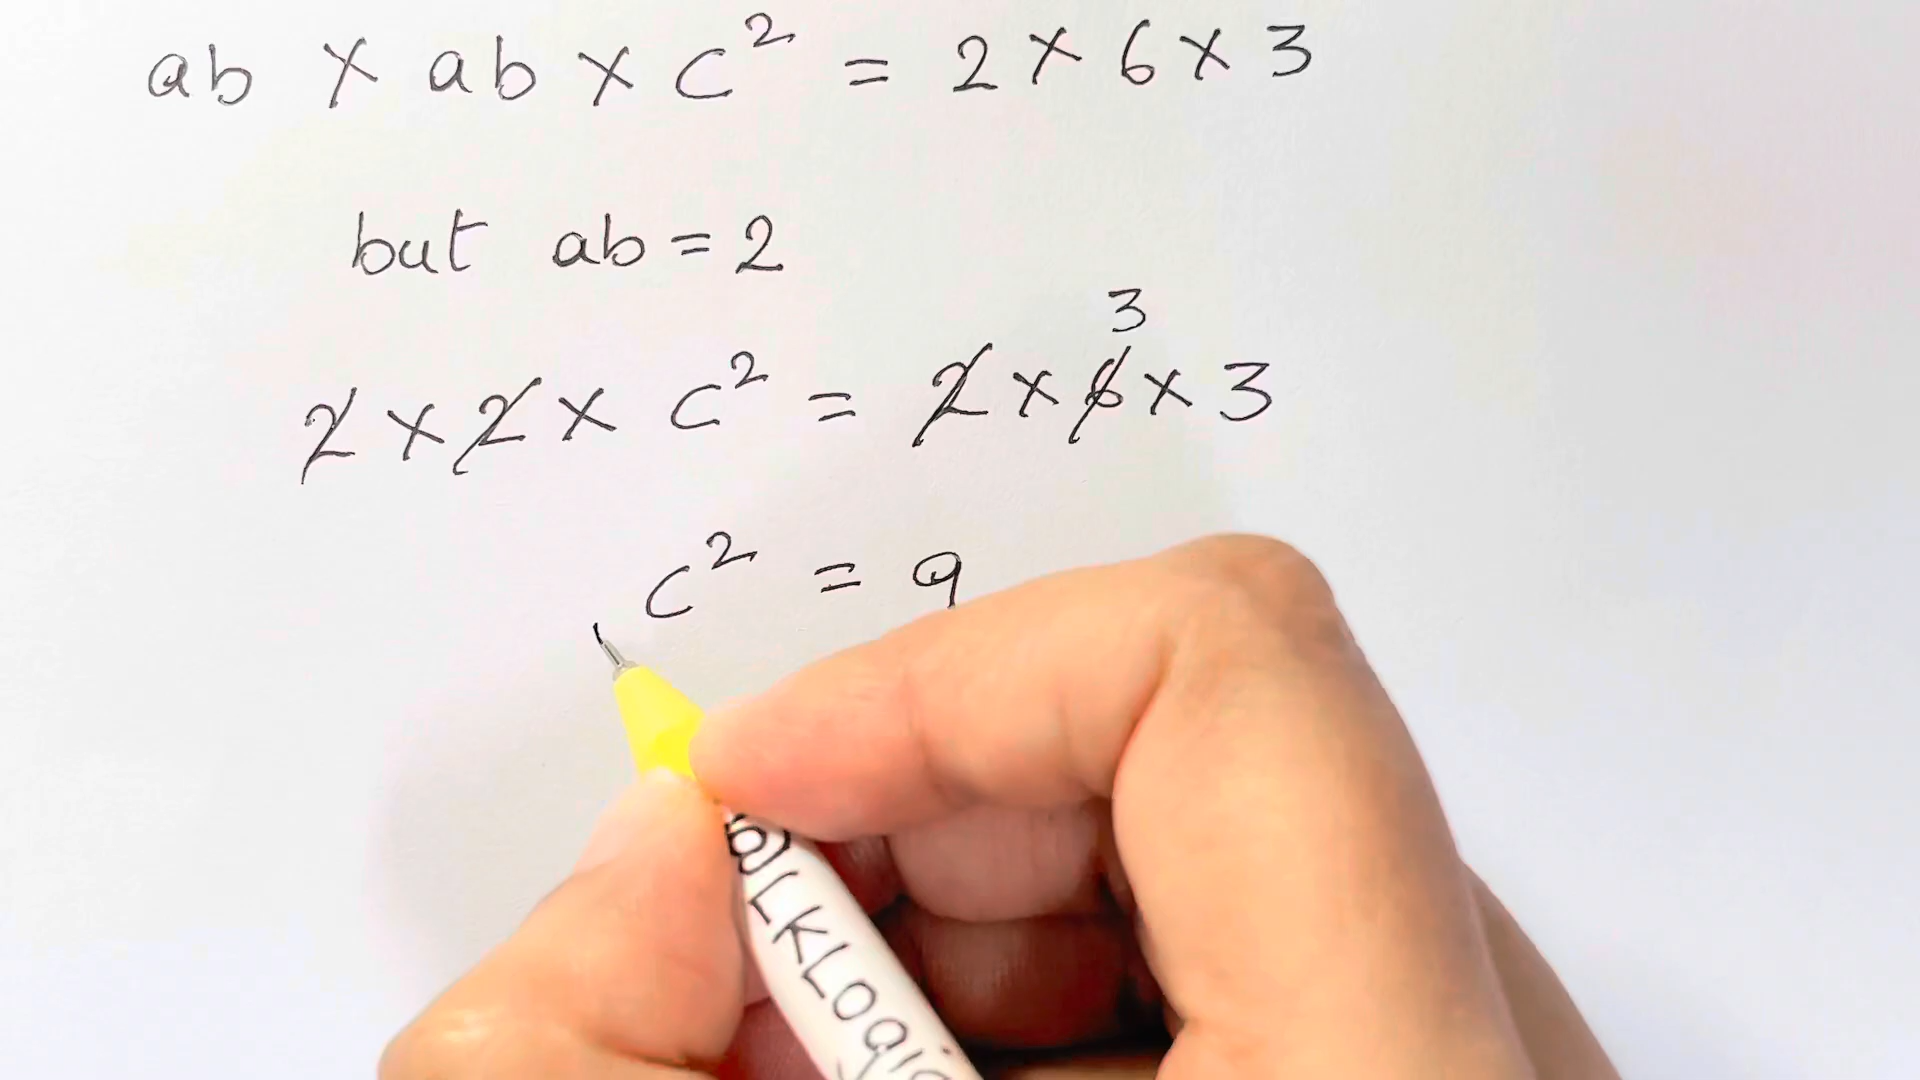 ab × ab × c² = 2 × 6 × 3
but ab = 2
3
2 × 2 × c² = 2 × 6 × 3
c² = 9